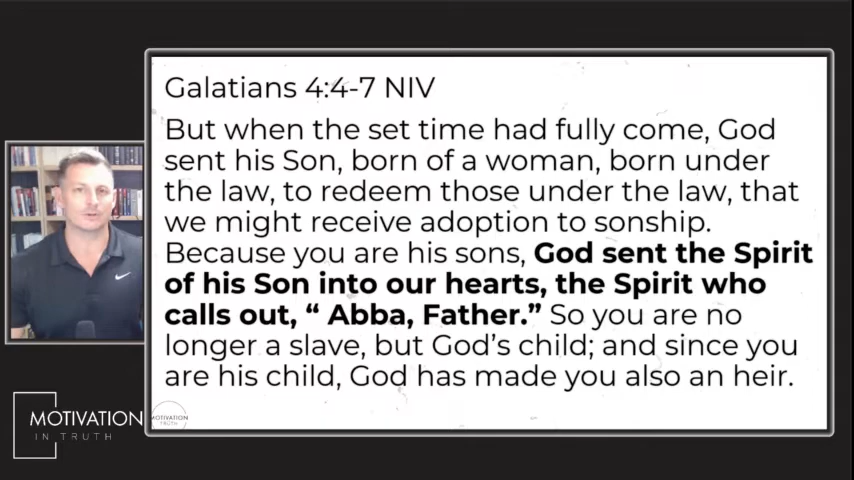 Galatians 4:4-7 NIV
But when the set time had fully come, God
sent his Son, born of a woman, born under
the law, to redeem those under the law, that
we might receive adoption to sonship.
Because you are his sons, God sent the Spirit
of his Son into our hearts, the Spirit who
calls out, “ Abba, Father.” So you are no
longer a slave, but God’s child; and since you
are his child, God has made you also an heir.
MOTIVATION
IN TRUTH
MOTIVATION
TRUTH